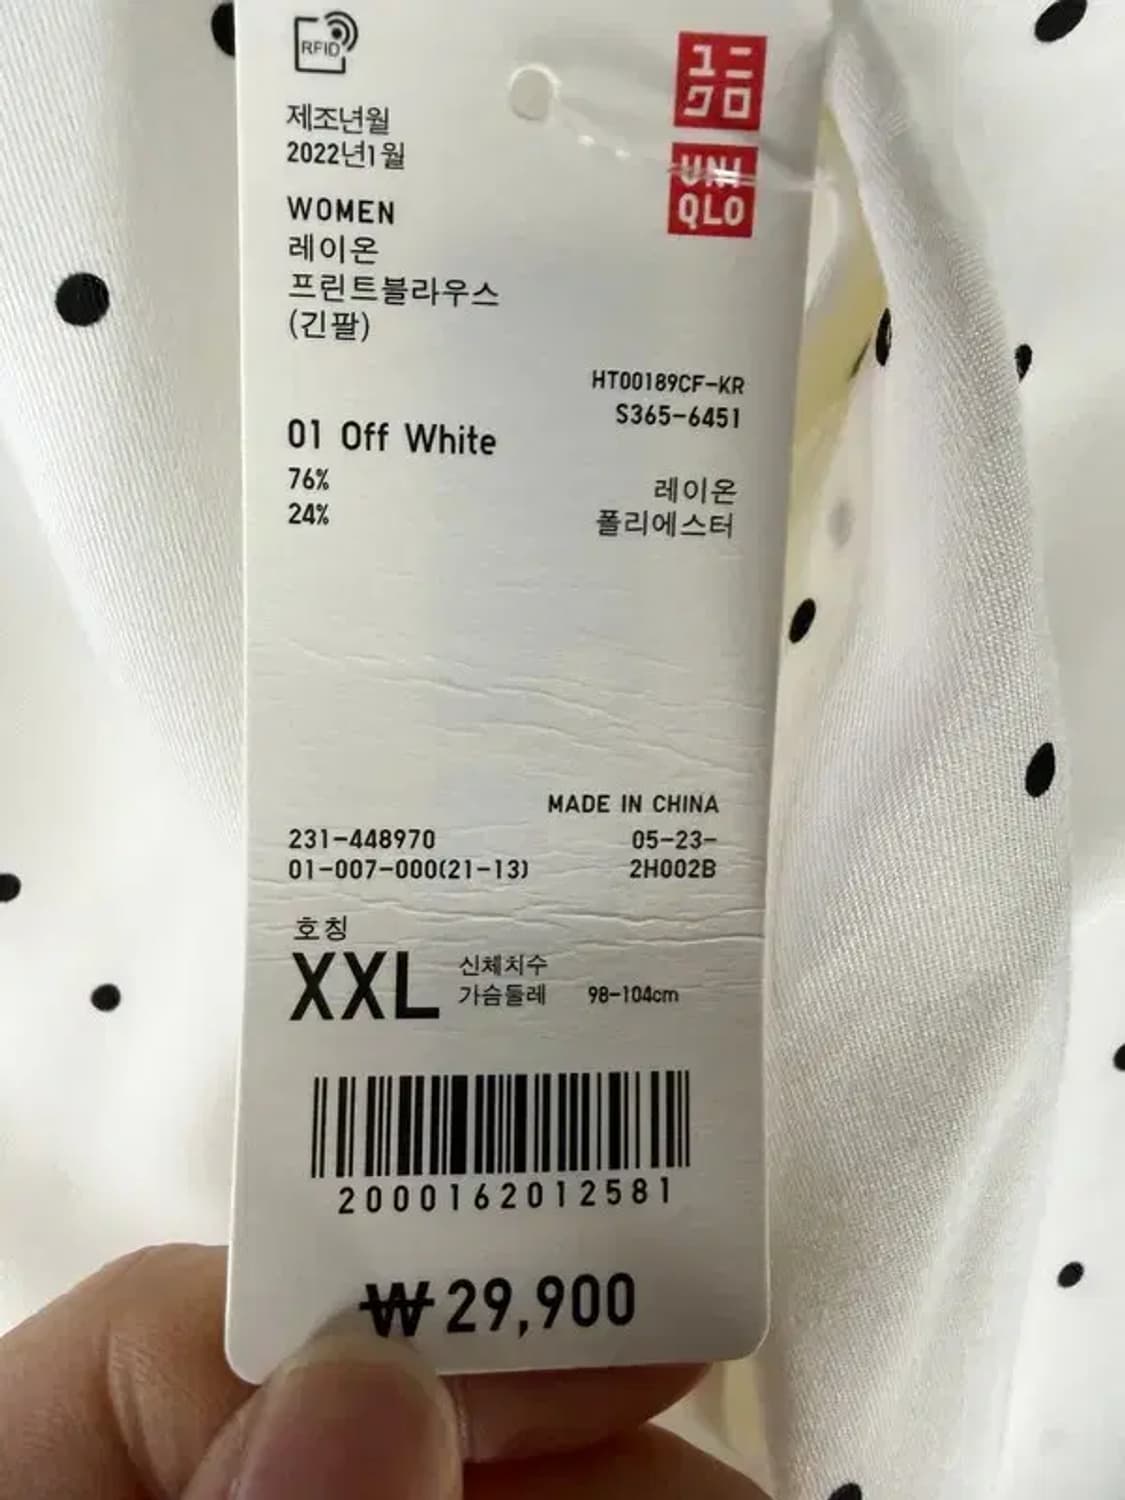 RFID
ユニ
クロ
UNI
QLO
제조년월
2022년1월
WOMEN
레이온
프린트블라우스
(긴팔)
HT00189CF-KR
S365-6451
01 Off White
76% 레이온
24% 폴리에스터
MADE IN CHINA
231-448970 05-23-
01-007-000(21-13) 2H002B
호칭
XXL 신체치수
가슴둘레 98-104cm
2000162012581
₩29,900